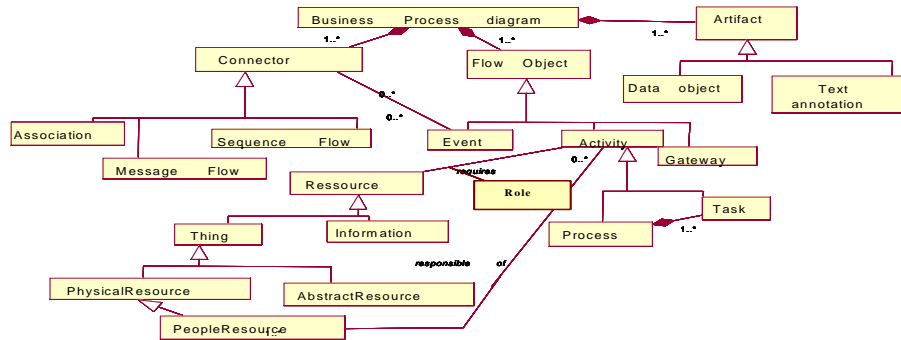 Business Process diagram
Artifact
1..*
1..*
1..*
Connector
Flow Object
Data object
Text
annotation
0..*
0..*
Association
Sequence Flow
Event
Activity
Message Flow
Gateway
0..*
requires
Ressource
Role
Task
Thing
Information
Process
1..*
responsible of
PhysicalResource
AbstractResource
PeopleResource
1..*